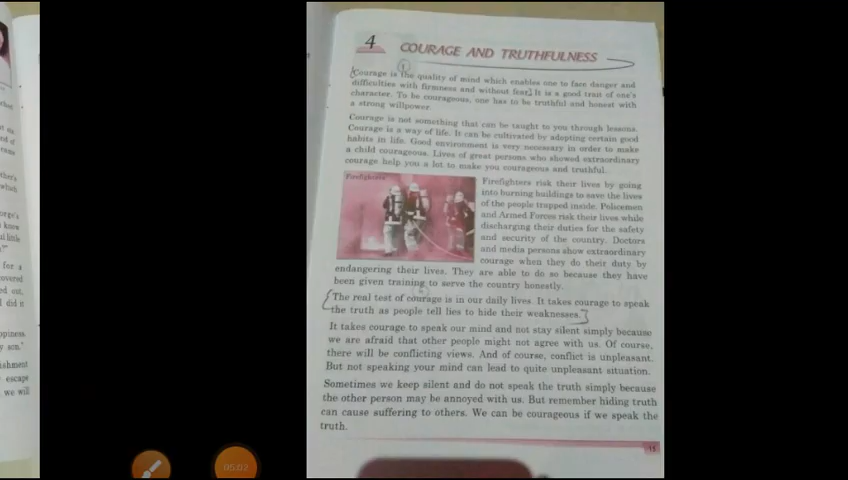 4
COURAGE AND TRUTHFULNESS
1
Courage is the quality of mind which enables one to face danger and
difficulties with firmness and without fear. It is a good trait of one's
character. To be courageous, one has to be truthful and honest with
a strong willpower.
Courage is not something that can be taught to you through lessons.
Courage is a way of life. It can be cultivated by adopting certain good
habits in life. Good environment is very necessary in order to make
a child courageous. Lives of great persons who showed extraordinary
courage help you a lot to make you courageous and truthful.
Firefighters
Firefighters risk their lives by going
into burning buildings to save the lives
of the people trapped inside. Policemen
and Armed Forces risk their lives while
discharging their duties for the safety
and security of the country. Doctors
and media persons show extraordinary
courage when they do their duty by
endangering their lives. They are able to do so because they have
been given training to serve the country honestly.
The real test of courage is in our daily lives. It takes courage to speak
the truth as people tell lies to hide their weaknesses.
It takes courage to speak our mind and not stay silent simply because
we are afraid that other people might not agree with us. Of course,
there will be conflicting views. And of course, conflict is unpleasant.
But not speaking your mind can lead to quite unpleasant situation.
Sometimes we keep silent and do not speak the truth simply because
the other person may be annoyed with us. But remember hiding truth
can cause suffering to others. We can be courageous if we speak the
truth.
15
which
know
little
for a
did it
escape
we will
05:02